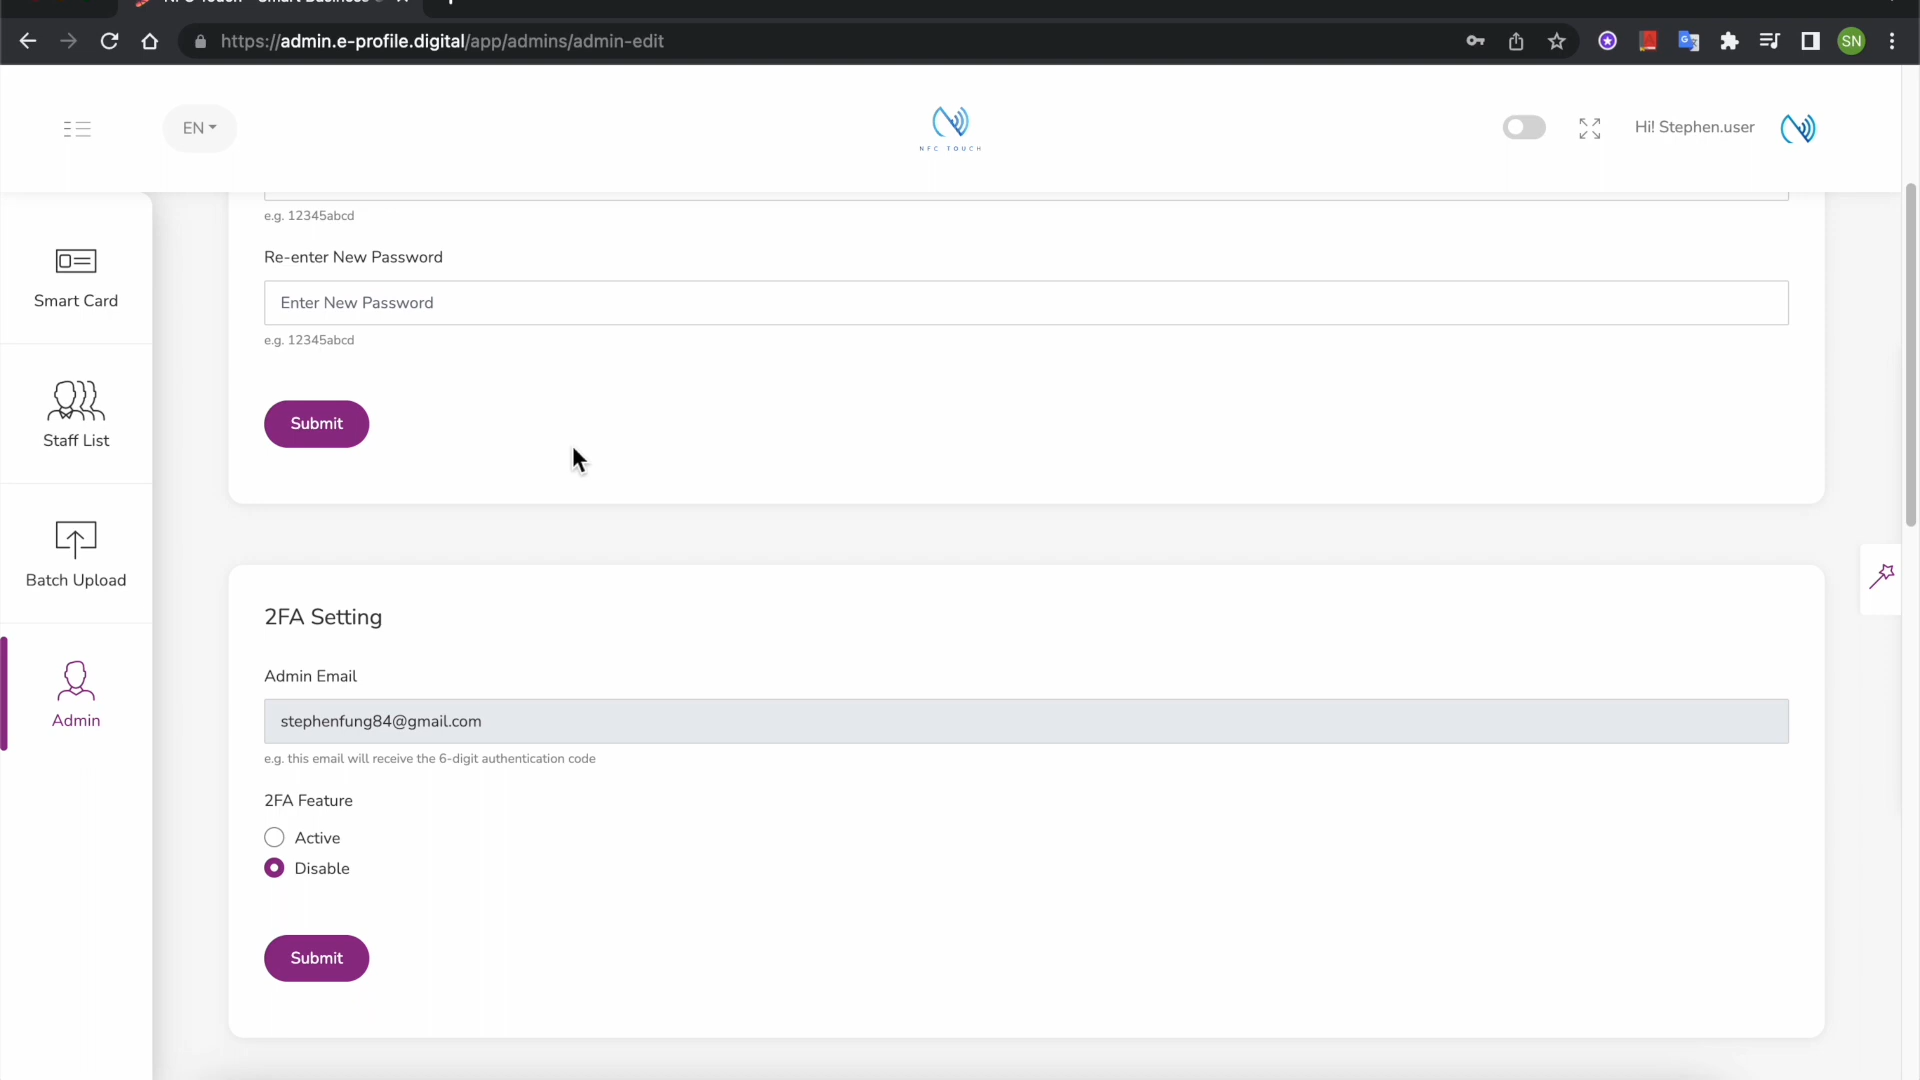 https://admin.e-profile.digital/app/admins/admin-edit
SN
EN
NFC TOUCH
Hi! Stephen.user
e.g. 12345abcd
Re-enter New Password
Enter New Password
e.g. 12345abcd
Submit
Smart Card
Staff List
Batch Upload
Admin
2FA Setting
Admin Email
stephenfung84@gmail.com
e.g. this email will receive the 6-digit authentication code
2FA Feature
Active
Disable
Submit